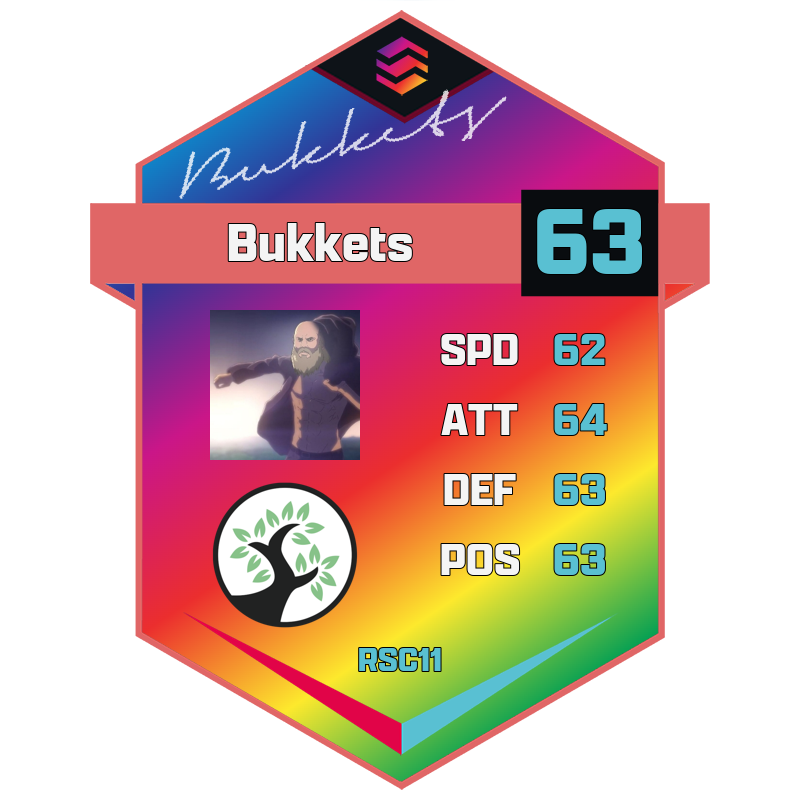 Bukkets
Bukkets 63
SPD 62
ATT 64
DEF 63
POS 63
RSC11